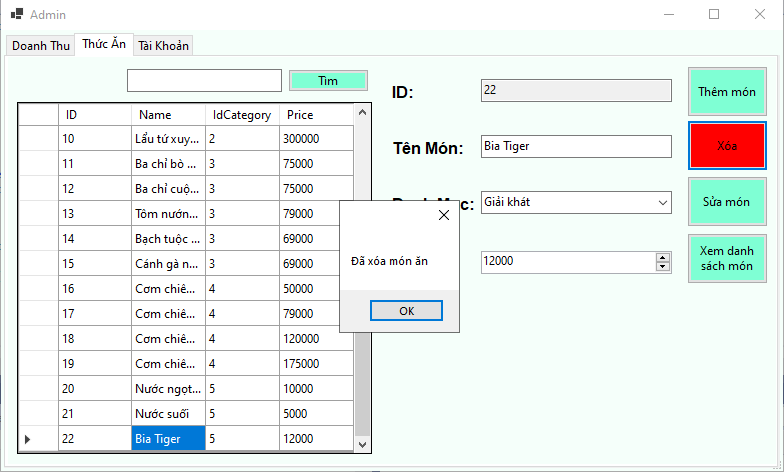 Admin
Doanh Thu Thức Ăn Tài Khoản
Tìm
ID Name IdCategory Price
10 Lẩu tứ xuy... 2 300000
11 Ba chỉ bò ... 3 75000
12 Ba chỉ cuộ... 3 75000
13 Tôm nướn... 3 79000
14 Bạch tuộc ... 3 69000
15 Cánh gà n... 3 69000
16 Cơm chiê... 4 50000
17 Cơm chiê... 4 79000
18 Cơm chiê... 4 120000
19 Cơm chiê... 4 175000
20 Nước ngọt... 5 10000
21 Nước suối 5 5000
22 Bia Tiger 5 12000
ID: 22
Tên Món: Bia Tiger
Mục: Giải khát
12000
Thêm món
Xóa
Sửa món
Xem danh
sách món
Đã xóa món ăn
OK